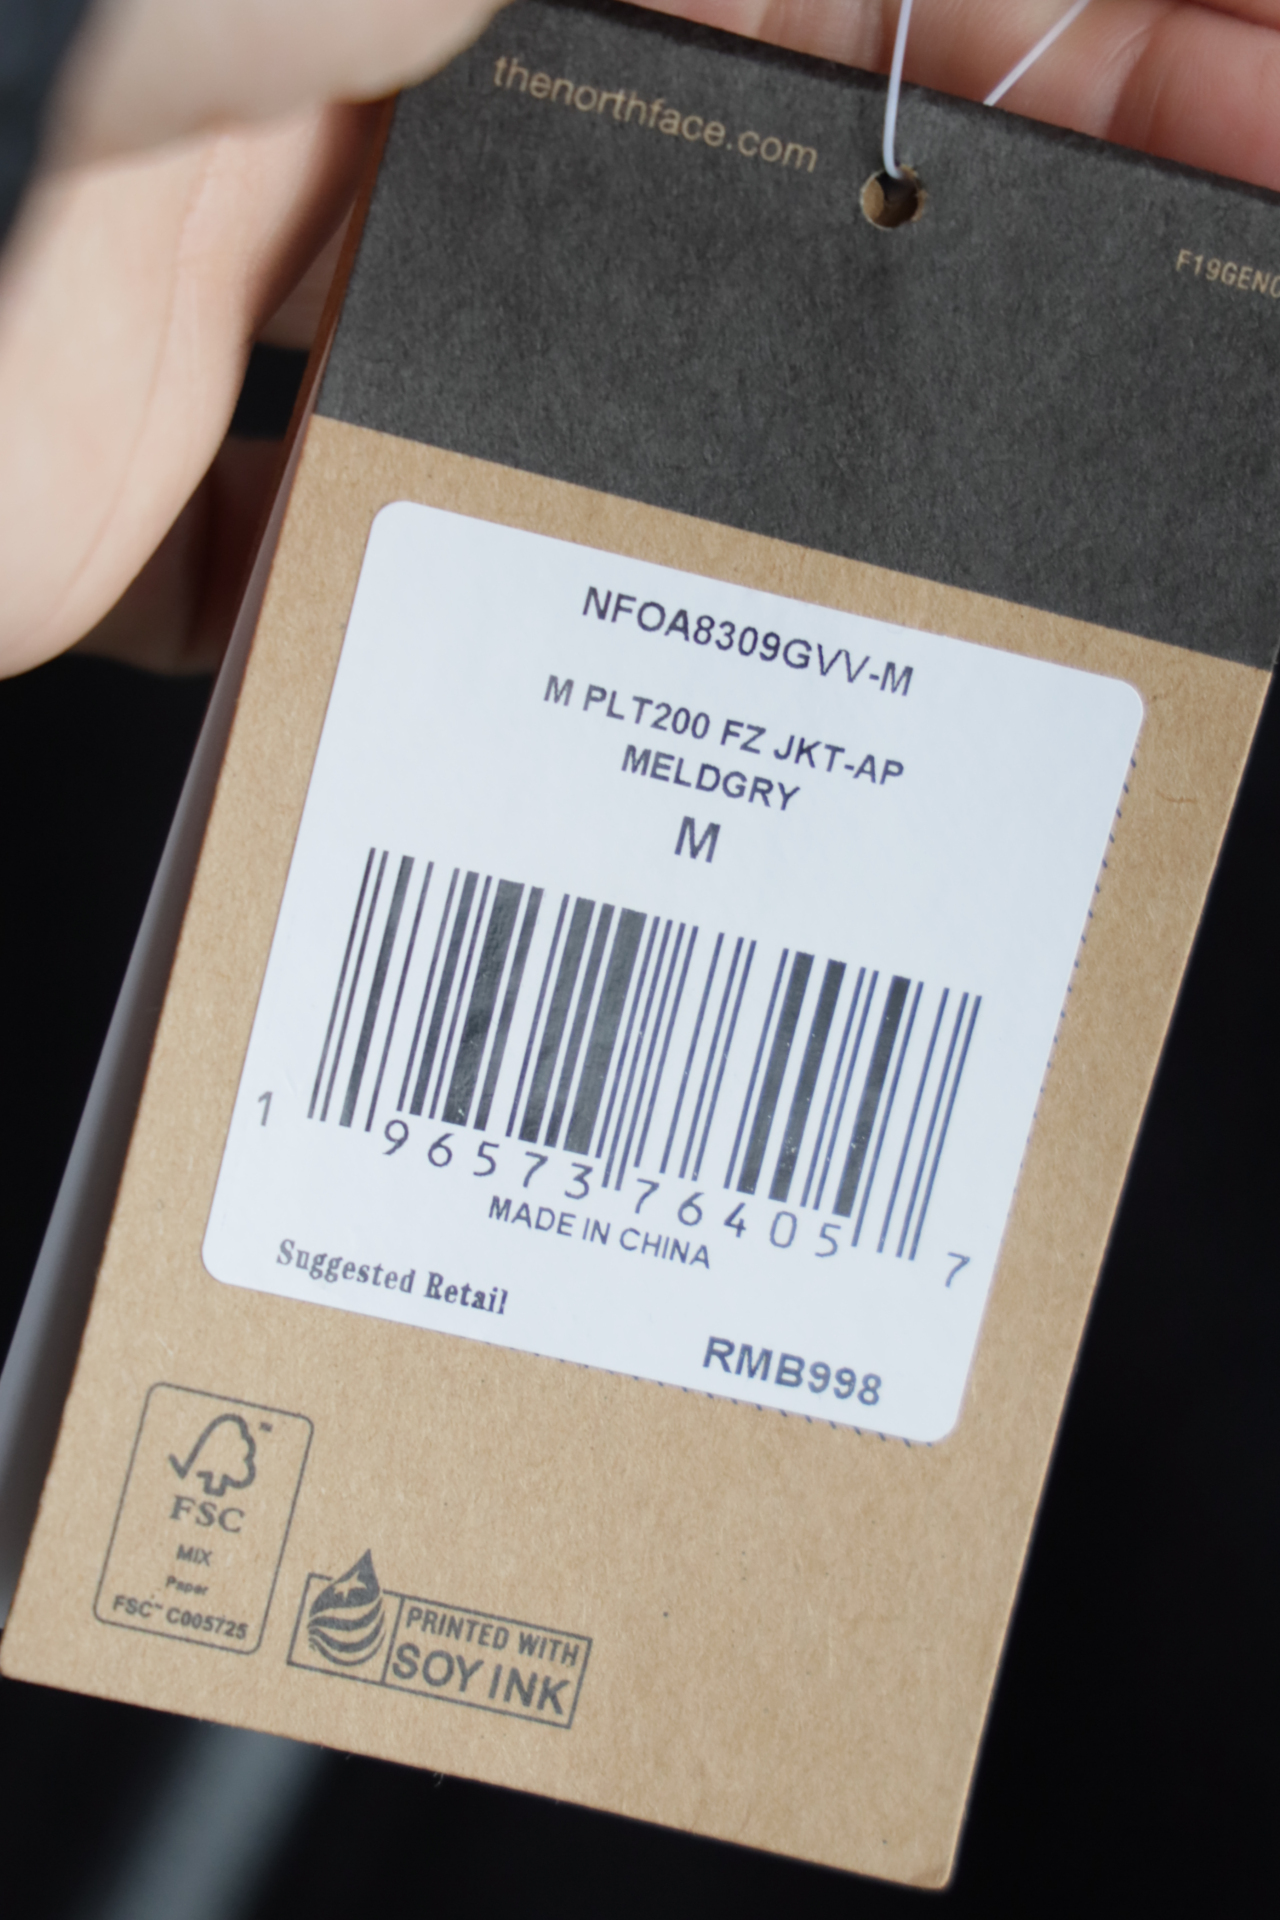 thenorthface.com
F19GEN
NFOA8309GVV-M
M PLT200 FZ JKT-AP
MELDGRY
M
1 96573 76405 7
MADE IN CHINA
Suggested Retail
RMB998
FSC
MIX
Paper
FSC™ C005725
PRINTED WITH
SOY INK